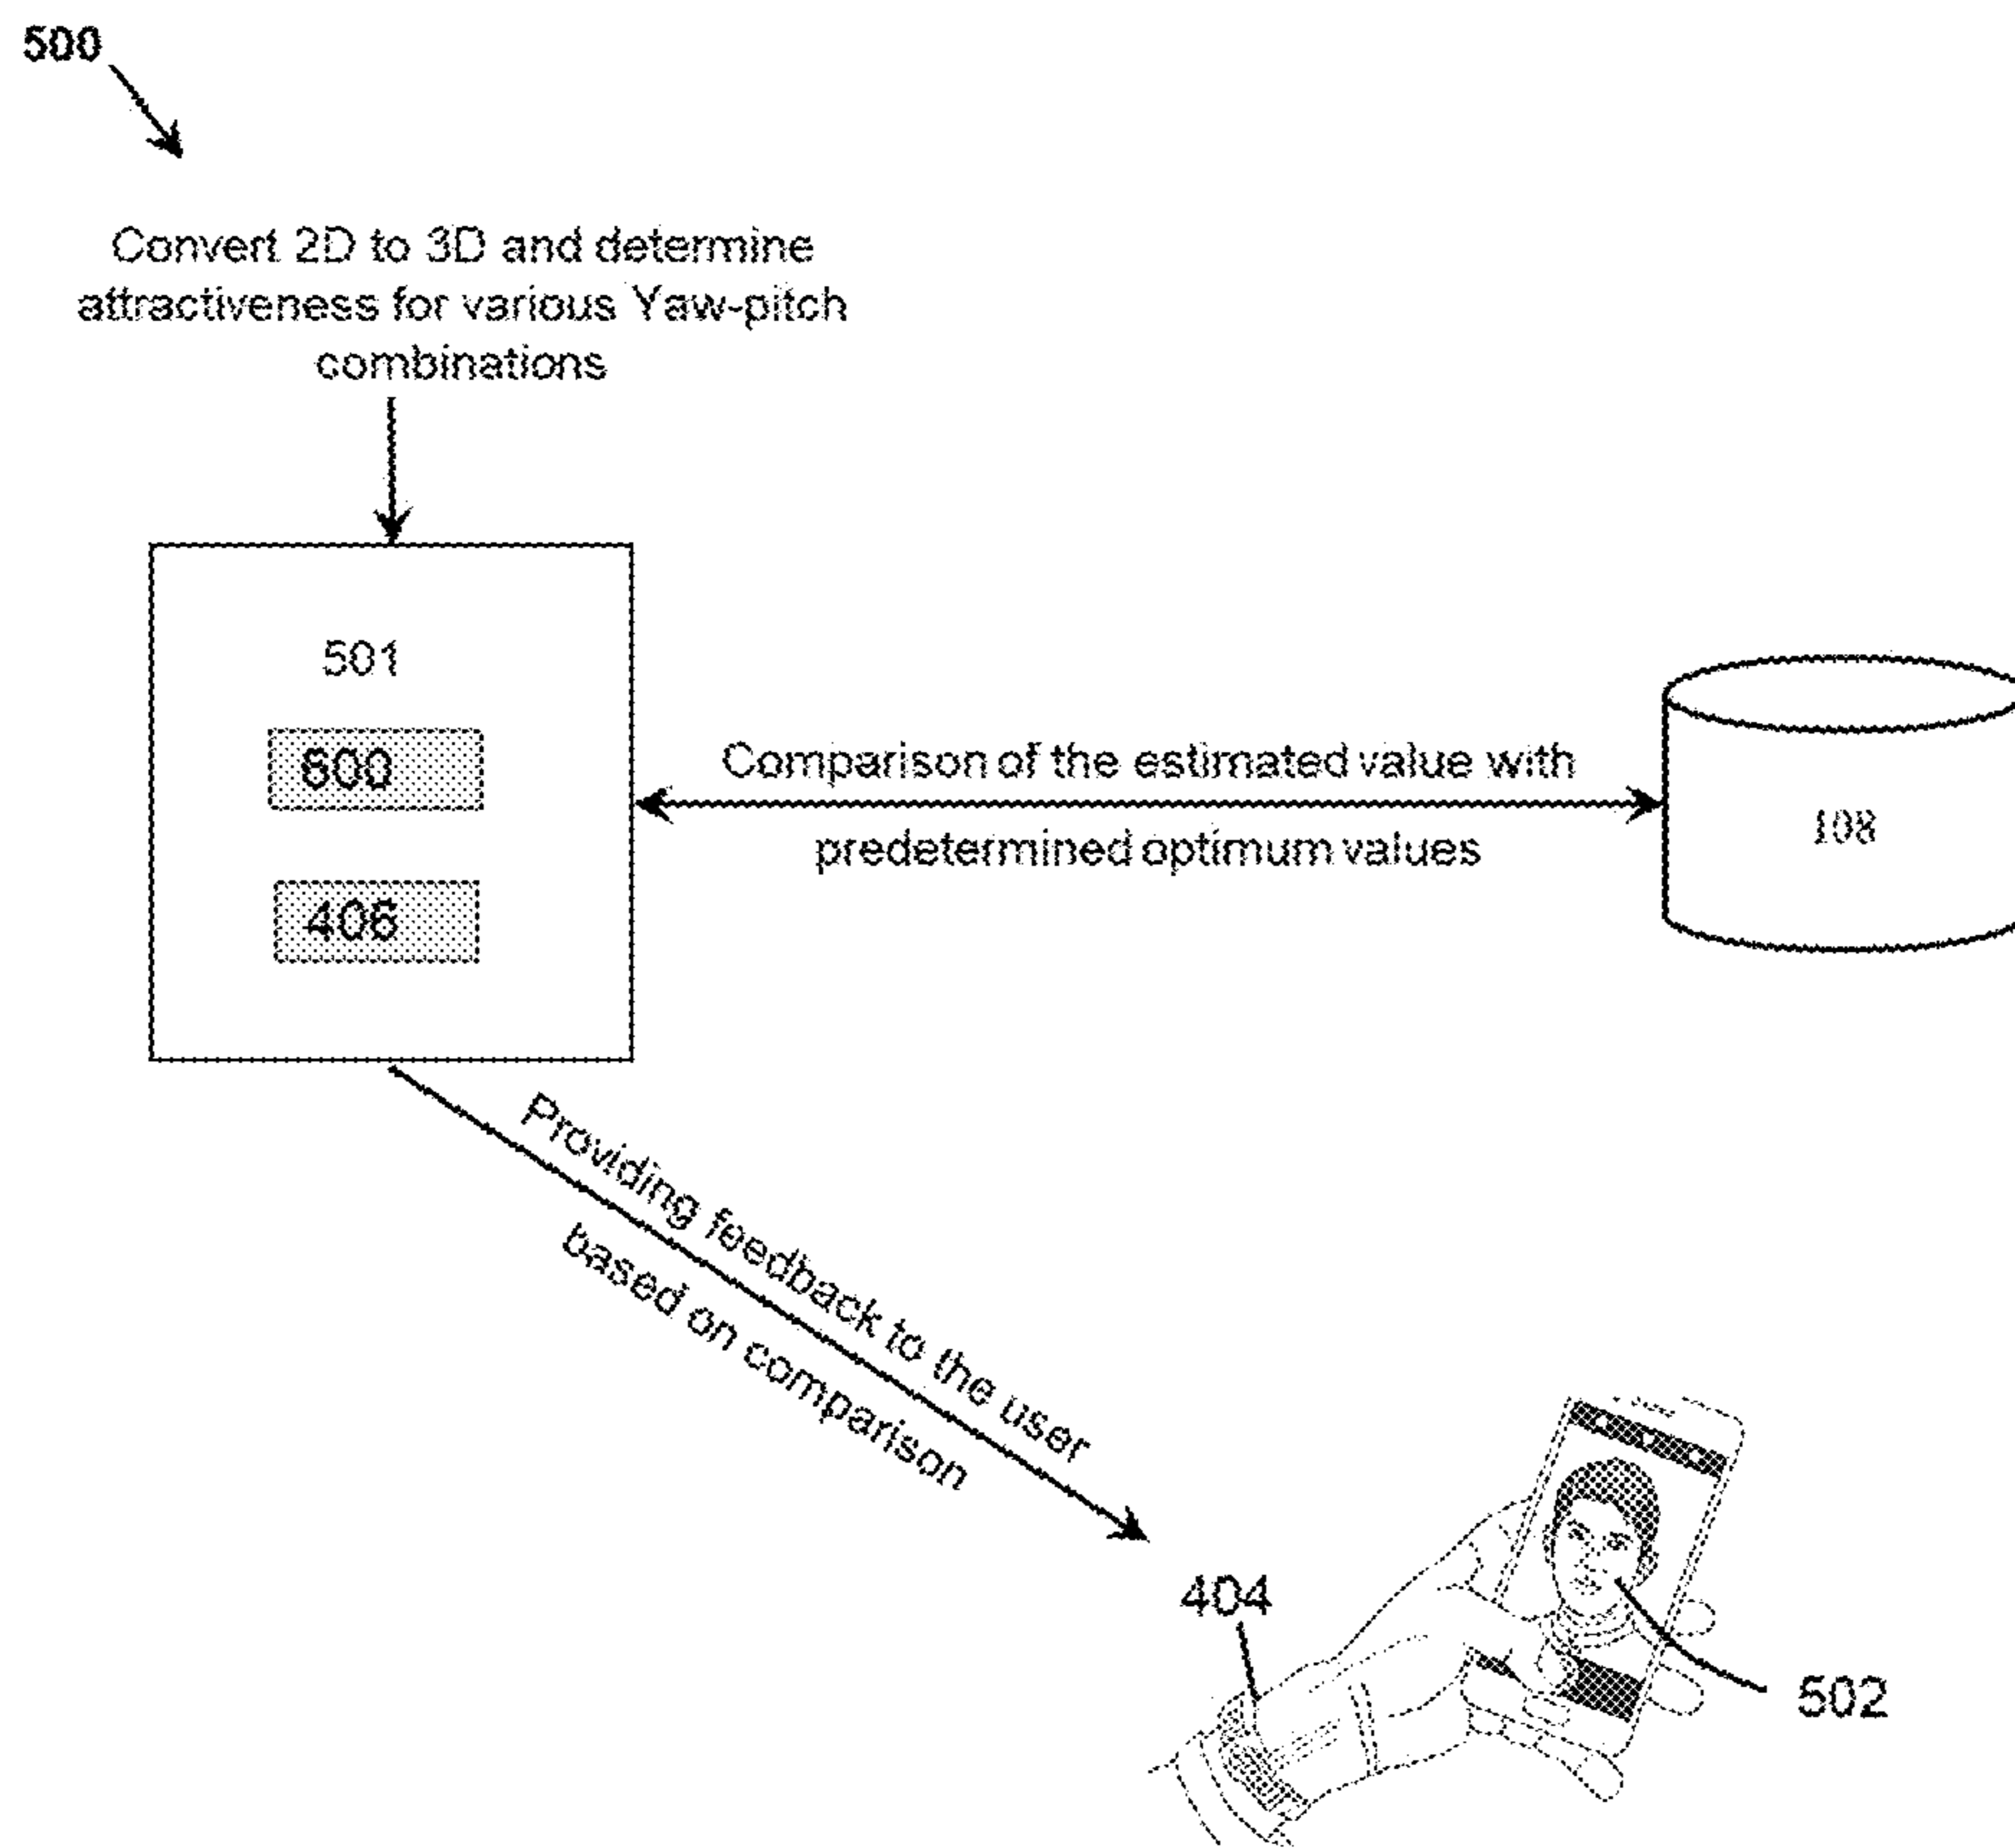 500
Convert 2D to 3D and determine
attractiveness for various Yaw-pitch
combinations
501
800
406
Comparison of the estimated value with
predetermined optimum values
108
Providing feedback to the user
based on comparison
404
502